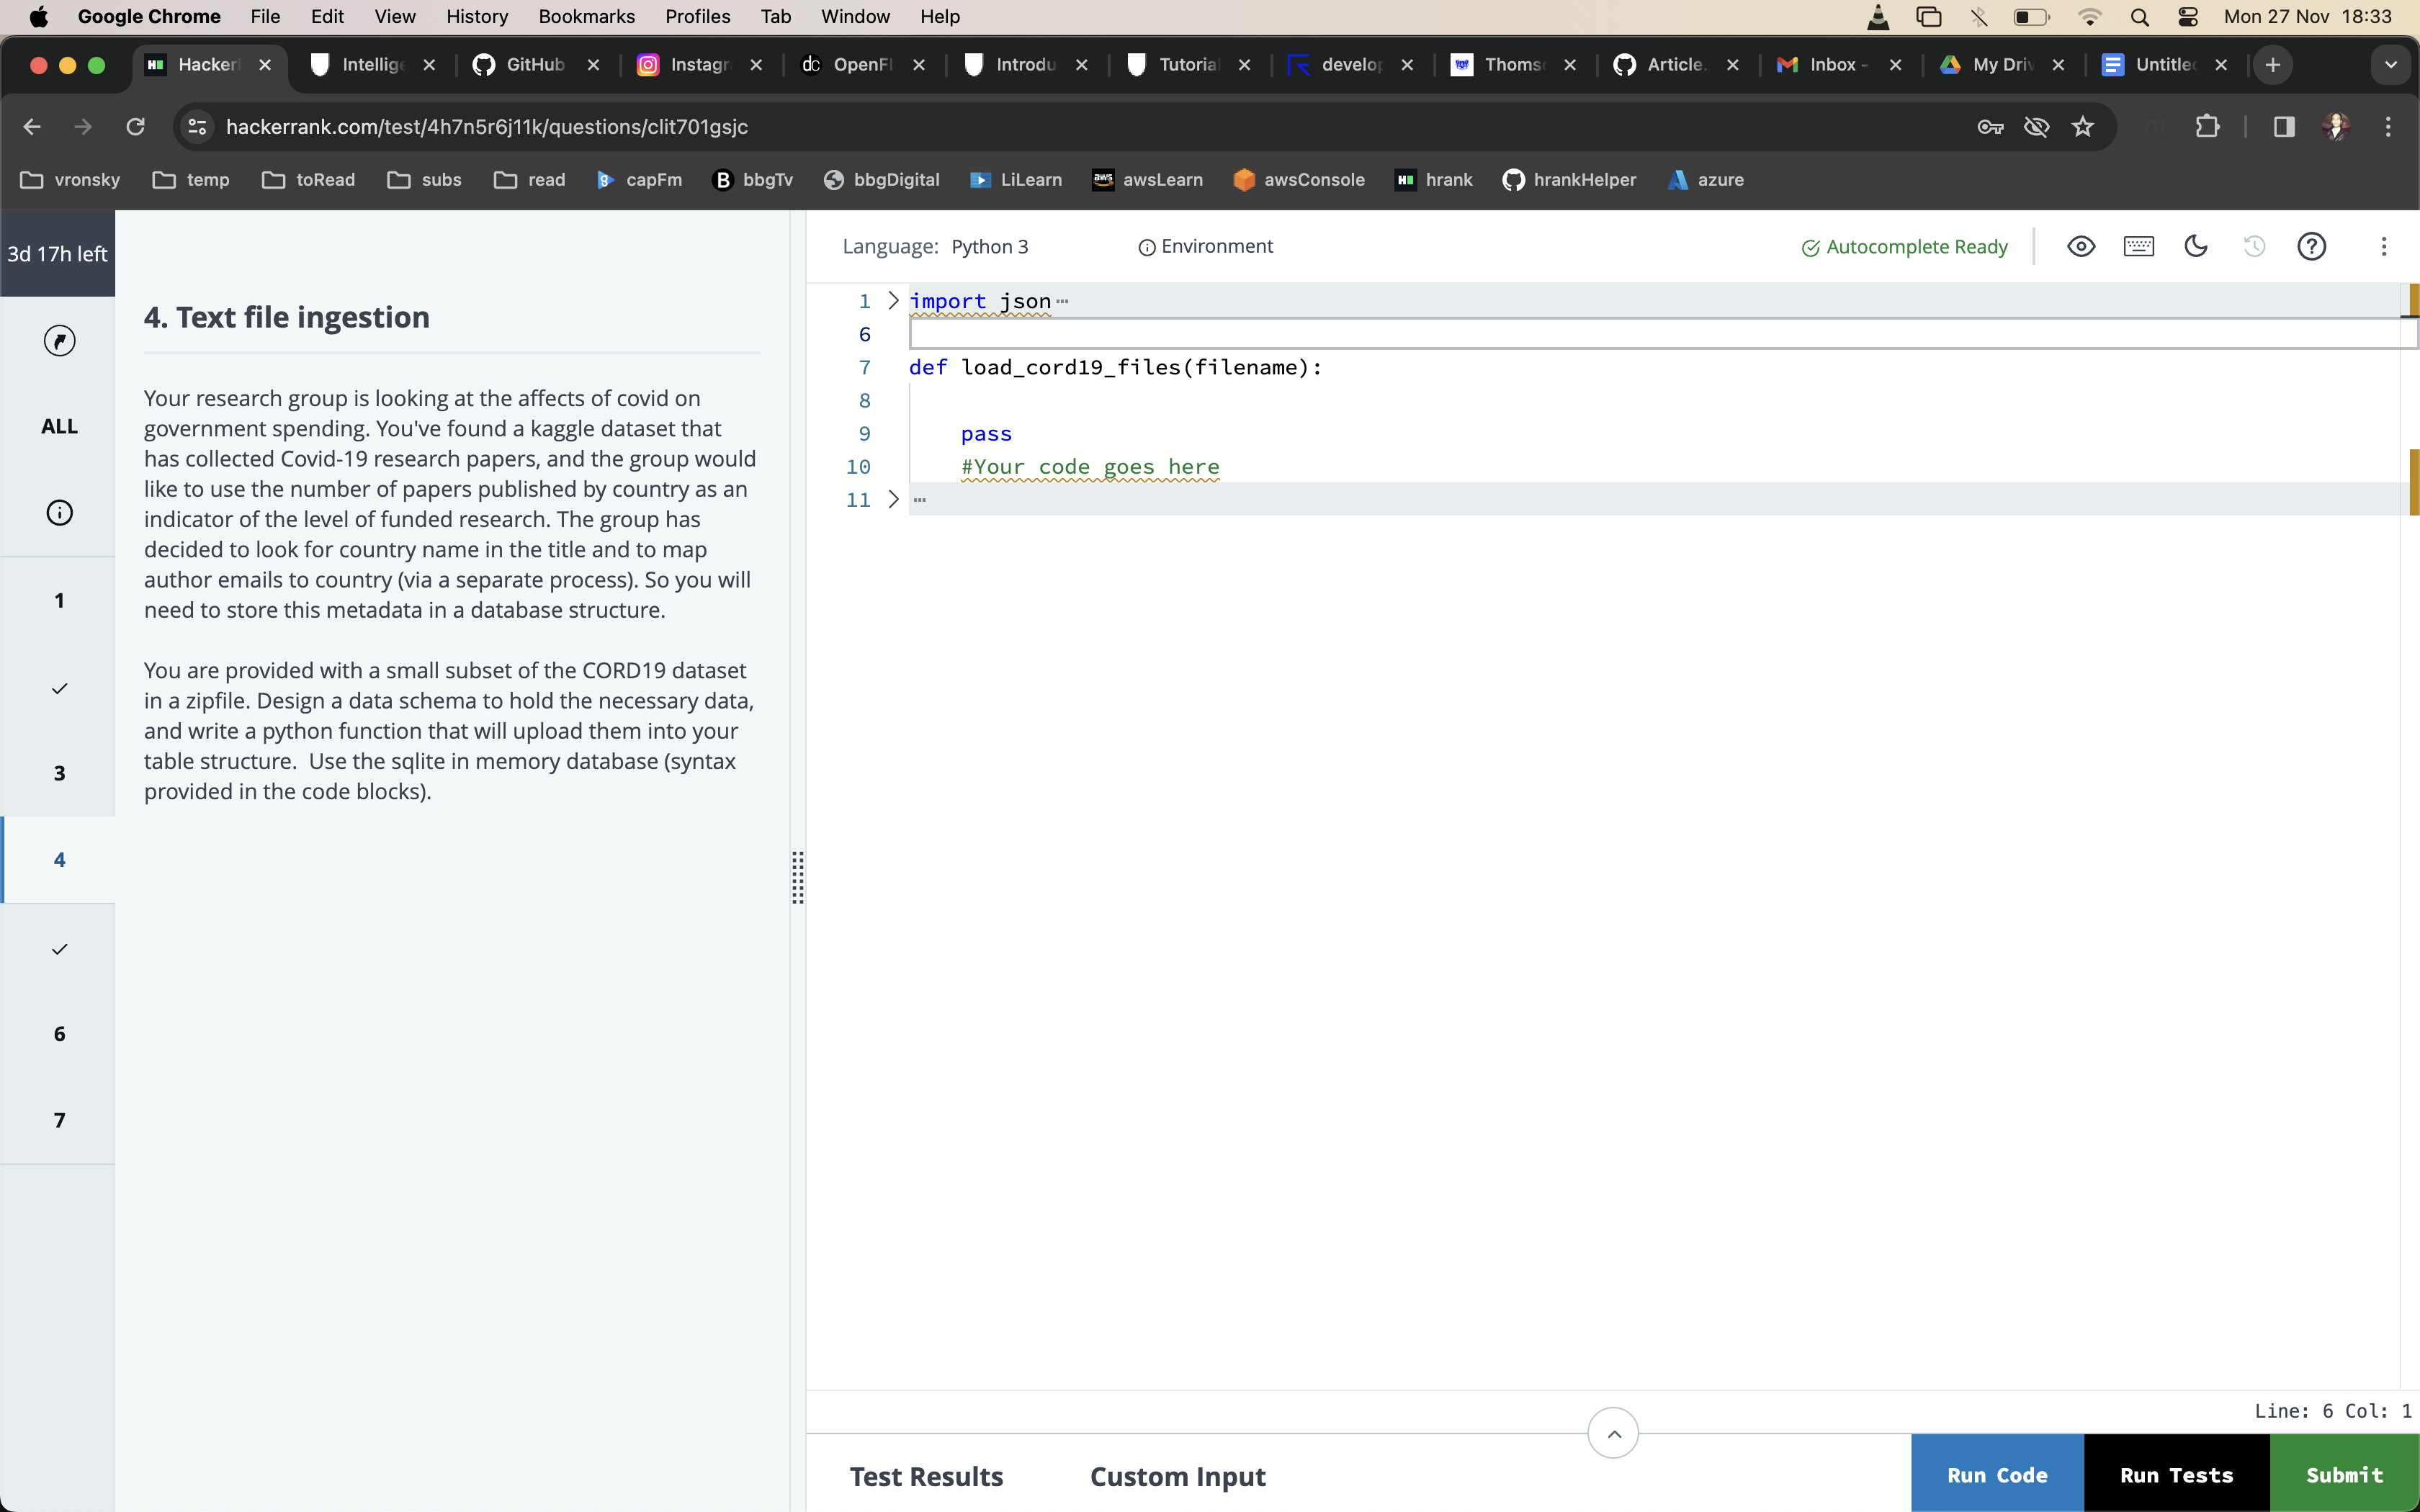 Google Chrome File Edit View History Bookmarks Profiles Tab Window Help Mon 27 Nov 18:33
HackerI Intellige GitHub Instagr OpenFl Introdu Tutorial develop Thomso Article. Inbox - My Driv Untitled
hackerrank.com/test/4h7n5r6j11k/questions/clit701gsjc
vronsky temp toRead subs read capFm bbgTv bbgDigital LiLearn awsLearn awsConsole hrank hrankHelper azure
3d 17h left
ALL
1
3
4
6
7
4. Text file ingestion
Your research group is looking at the affects of covid on
government spending. You've found a kaggle dataset that
has collected Covid-19 research papers, and the group would
like to use the number of papers published by country as an
indicator of the level of funded research. The group has
decided to look for country name in the title and to map
author emails to country (via a separate process). So you will
need to store this metadata in a database structure.
You are provided with a small subset of the CORD19 dataset
in a zipfile. Design a data schema to hold the necessary data,
and write a python function that will upload them into your
table structure.  Use the sqlite in memory database (syntax
provided in the code blocks).
Language: Python 3 Environment Autocomplete Ready
1 import json
6
7 def load_cord19_files(filename):
8
9 pass
10 #Your code goes here
11
Line: 6 Col: 1
Test Results Custom Input Run Code Run Tests Submit